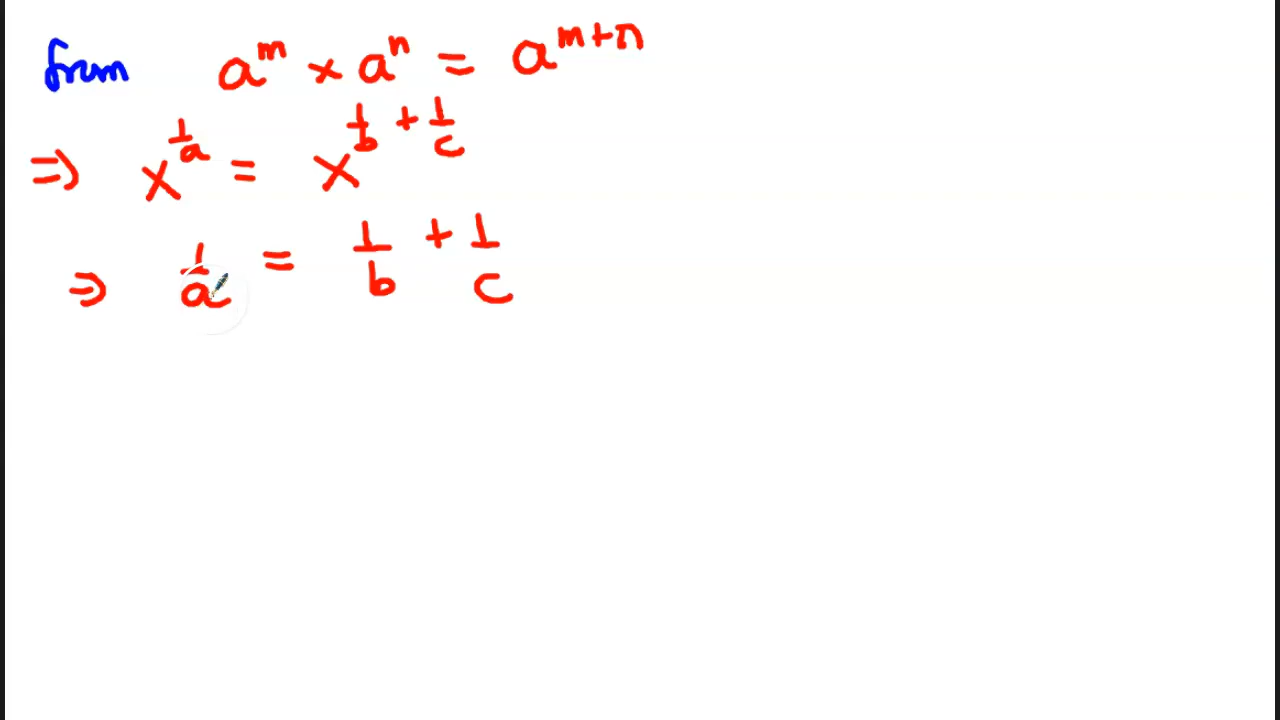 from a^m × a^n = a^{m+n}
⇒ x^{1/a} = x^{1/b + 1/c}
⇒ 1/a = 1/b + 1/c